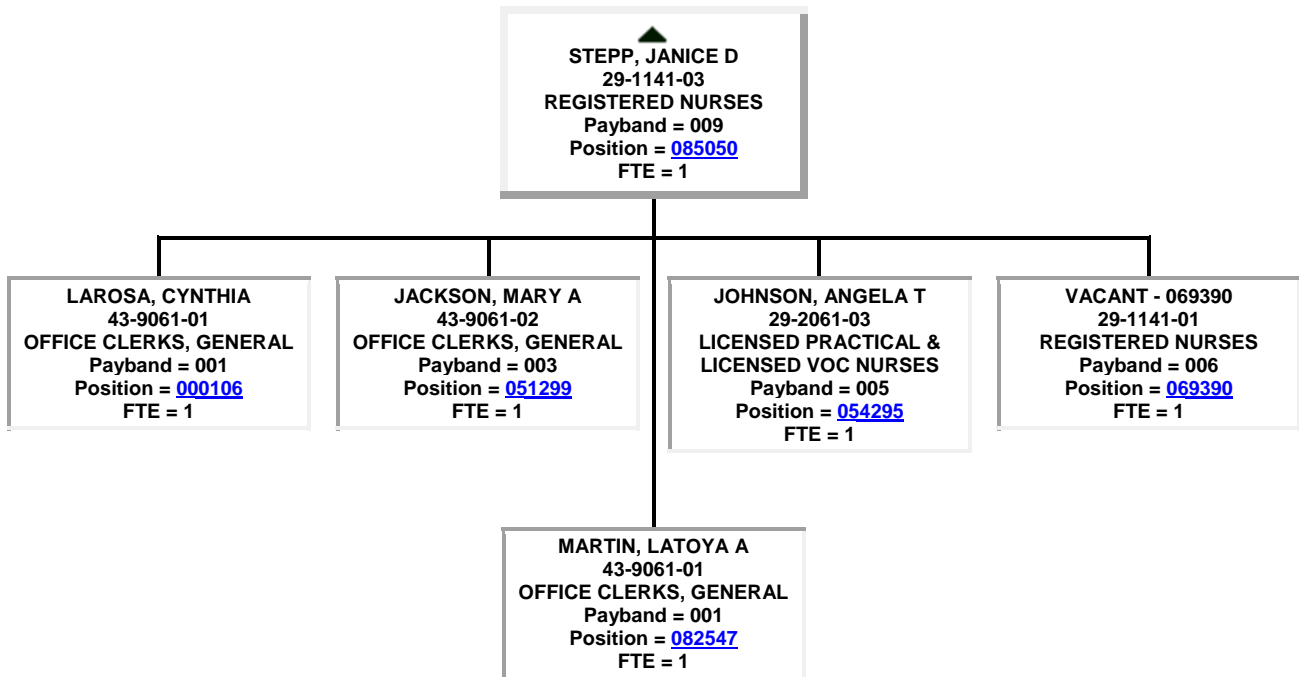 STEPP, JANICE D
29-1141-03
REGISTERED NURSES
Payband = 009
Position = 085050
FTE = 1
LAROSA, CYNTHIA
43-9061-01
OFFICE CLERKS, GENERAL
Payband = 001
Position = 000106
FTE = 1
JACKSON, MARY A
43-9061-02
OFFICE CLERKS, GENERAL
Payband = 003
Position = 051299
FTE = 1
JOHNSON, ANGELA T
29-2061-03
LICENSED PRACTICAL &
LICENSED VOC NURSES
Payband = 005
Position = 054295
FTE = 1
VACANT - 069390
29-1141-01
REGISTERED NURSES
Payband = 006
Position = 069390
FTE = 1
MARTIN, LATOYA A
43-9061-01
OFFICE CLERKS, GENERAL
Payband = 001
Position = 082547
FTE = 1